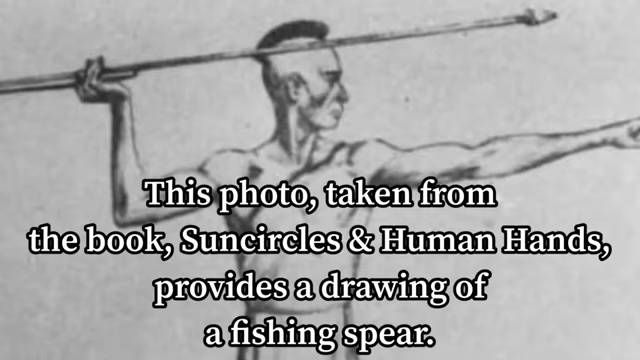 This photo, taken from
the book, Suncircles & Human Hands,
provides a drawing of
a fishing spear.